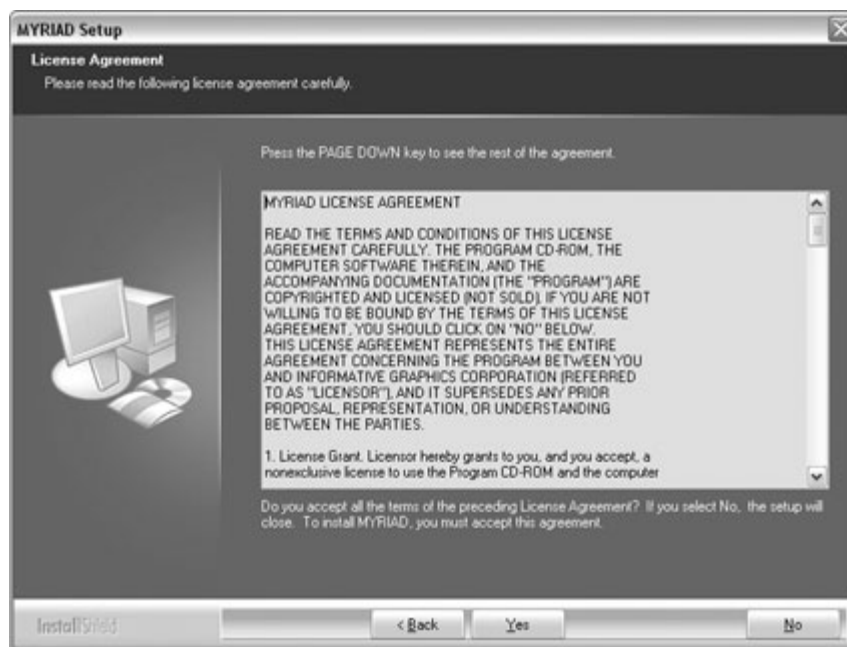 MYRIAD Setup
License Agreement
Please read the following license agreement carefully.
Press the PAGE DOWN key to see the rest of the agreement.
MYRIAD LICENSE AGREEMENT
READ THE TERMS AND CONDITIONS OF THIS LICENSE
AGREEMENT CAREFULLY. THE PROGRAM CD-ROM, THE
COMPUTER SOFTWARE THEREIN, AND THE
ACCOMPANYING DOCUMENTATION (THE "PROGRAM") ARE
COPYRIGHTED AND LICENSED (NOT SOLD). IF YOU ARE NOT
WILLING TO BE BOUND BY THE TERMS OF THIS LICENSE
AGREEMENT, YOU SHOULD CLICK ON "NO" BELOW.
THIS LICENSE AGREEMENT REPRESENTS THE ENTIRE
AGREEMENT CONCERNING THE PROGRAM BETWEEN YOU
AND INFORMATIVE GRAPHICS CORPORATION (REFERRED
TO AS "LICENSOR"), AND IT SUPERSEDES ANY PRIOR
PROPOSAL, REPRESENTATION, OR UNDERSTANDING
BETWEEN THE PARTIES.
1. License Grant. Licensor hereby grants to you, and you accept, a
nonexclusive license to use the Program CD-ROM and the computer
Do you accept all the terms of the preceding License Agreement? If you select No, the setup will
close. To install MYRIAD, you must accept this agreement.
InstallShield
< Back
Yes
No